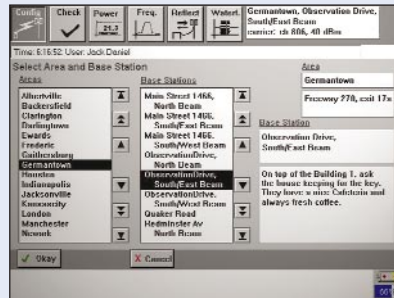 Config
Check
Power
Freq.
Reflect
Waterf.
Germantown, Observation Drive,
South/East Beam
carrier: ch 806, 40 dBm
21.3
Time: 6:16:52 User: Jack Daniel
Select Area and Base Station
Areas
Albertville
Backersfield
Clarington
Darlingtown
Ewards
Frederic
Gaithersburg
Germantown
Houston
Indianapolis
Jacksonville
Kansascity
London
Manchester
Newark
Base Stations
Main Street 1466,
North Beam
Main Street 1466,
South/East Beam
Main Street 1466,
South/West Beam
ObservationDrive,
North Beam
ObservationDrive,
South/East Beam
ObservationDrive,
South/West Beam
Quaker Road
Hedminster Av
North Beam
Area
Germantown
Freeway 270, exit 17a
Base Station
Observation Drive,
South/East Beam
On top of the Building 1, ask
the house keeping for the key.
They have a nice Cafeteria and
always fresh coffee.
Okay
X Cancel